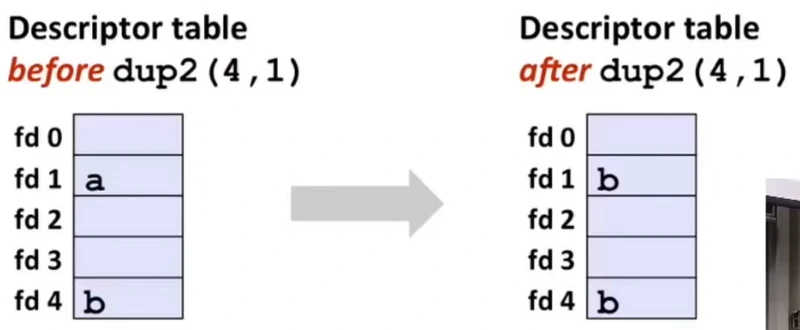 Descriptor table
before dup2(4,1)
fd 0
fd 1 a
fd 2
fd 3
fd 4 b
Descriptor table
after dup2(4,1)
fd 0
fd 1 b
fd 2
fd 3
fd 4 b